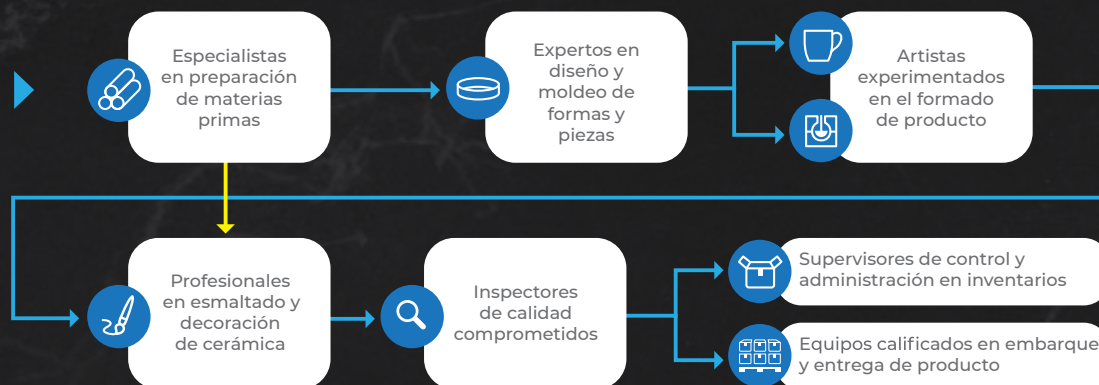 Especialistas
en preparación
de materias
primas
Expertos en
diseño y
moldeo de
formas y
piezas
Artistas
experimentados
en el formado
de producto
Profesionales
en esmaltado y
decoración
de cerámica
Inspectores
de calidad
comprometidos
Supervisores de control y
administración en inventarios
Equipos calificados en embarque
y entrega de producto